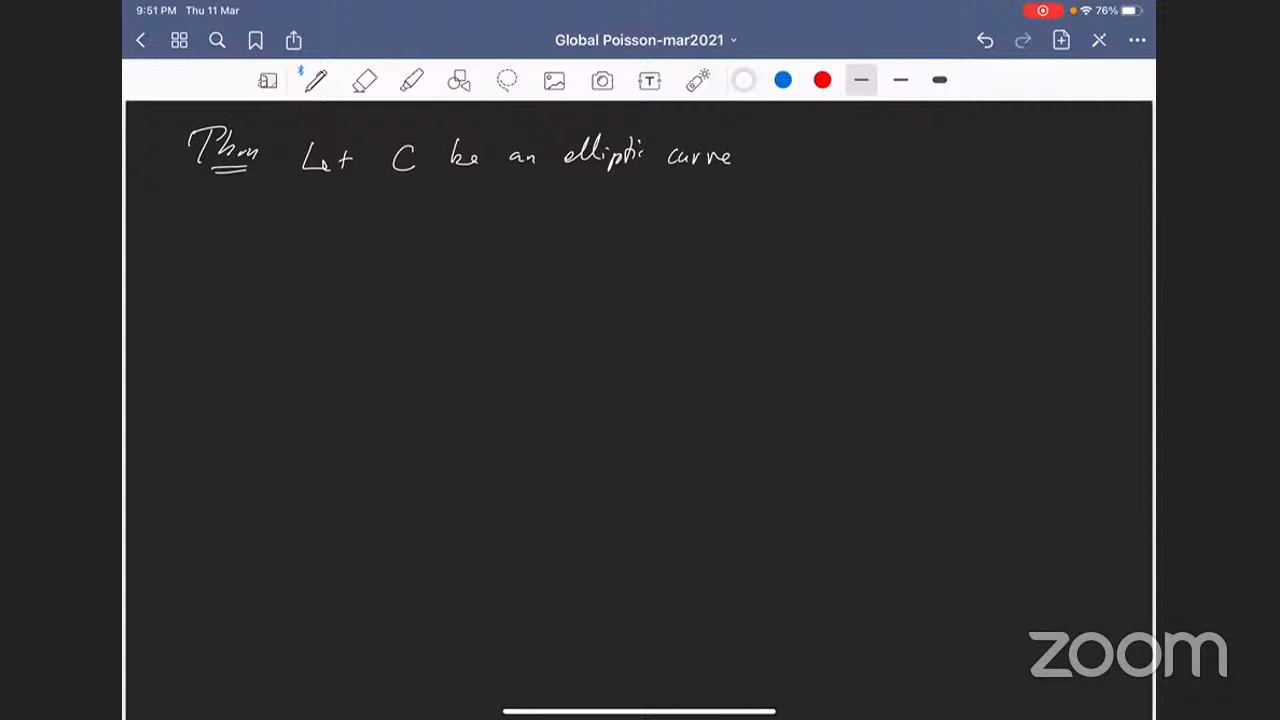 9:51 PM Thu 11 Mar
76%
Global Poisson-mar2021
T
Thm Let C be an elliptic curve
zoom